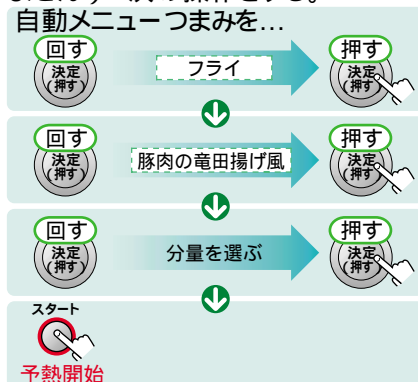 自動メニューつまみを…
回す
決定
(押す)
フライ
押す
決定
(押す)
回す
決定
(押す)
豚肉の竜田揚げ風
押す
決定
(押す)
回す
決定
(押す)
分量を選ぶ
押す
決定
(押す)
スタート
予熱開始